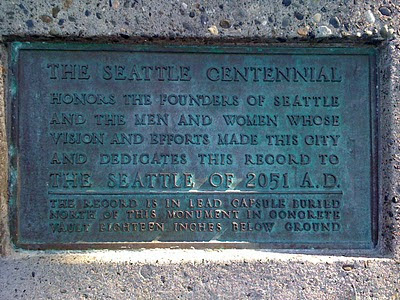 THE SEATTLE CENTENNIAL
HONORS THE FOUNDERS OF SEATTLE
AND THE MEN AND WOMEN WHOSE
VISION AND EFFORTS MADE THIS CITY
AND DEDICATES THIS RECORD TO
THE SEATTLE OF 2051 A.D.
THE RECORD IS IN LEAD CAPSULE BURIED
NORTH OF THIS MONUMENT IN CONCRETE
VAULT EIGHTEEN INCHES BELOW GROUND